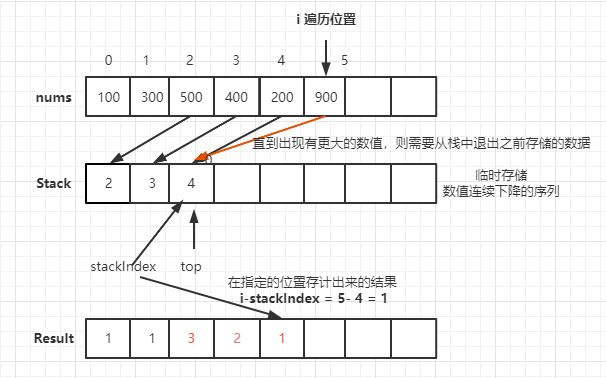 i 遍历位置
0 1 2 3 4 5
nums 100 300 500 400 200 900
直到出现有更大的数值，则需要从栈中退出之前存储的数据
Stack 2 3 4
临时存储
数值连续下降的序列
stackIndex top
在指定的位置存计出来的结果
i-stackIndex = 5- 4 = 1
Result 1 1 3 2 1